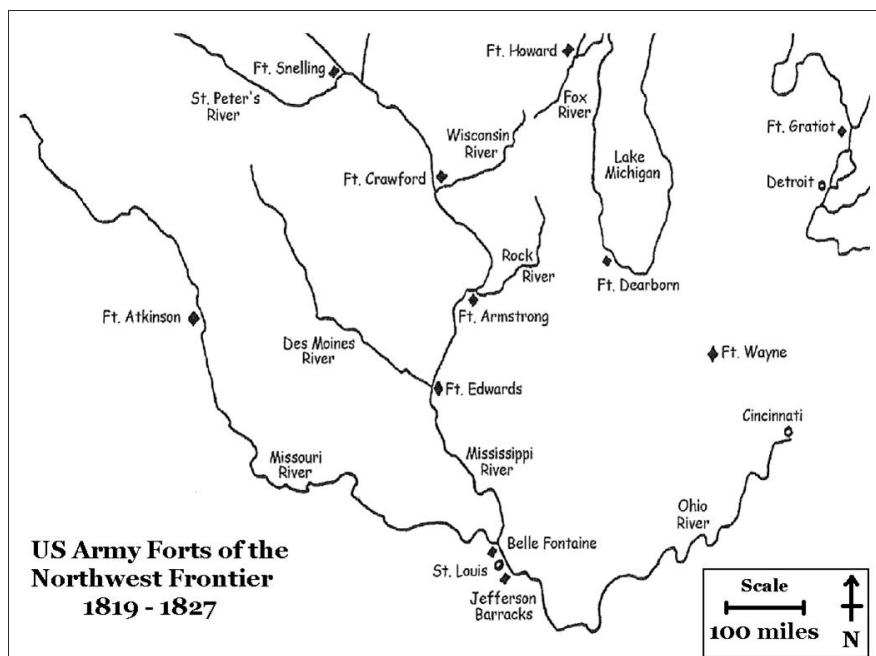 Ft. Howard
Ft. Snelling
St. Peter's
River
Fox
River
Wisconsin
River
Ft. Gratiot
Lake
Michigan
Ft. Crawford
Detroit
Rock
River
Ft. Dearborn
Ft. Atkinson
Ft. Armstrong
Des Moines
River
Ft. Wayne
Ft. Edwards
Cincinnati
Missouri
River
Mississippi
River
Ohio
River
Belle Fontaine
St. Louis
Jefferson
Barracks
US Army Forts of the
Northwest Frontier
1819 - 1827
Scale
100 miles
N